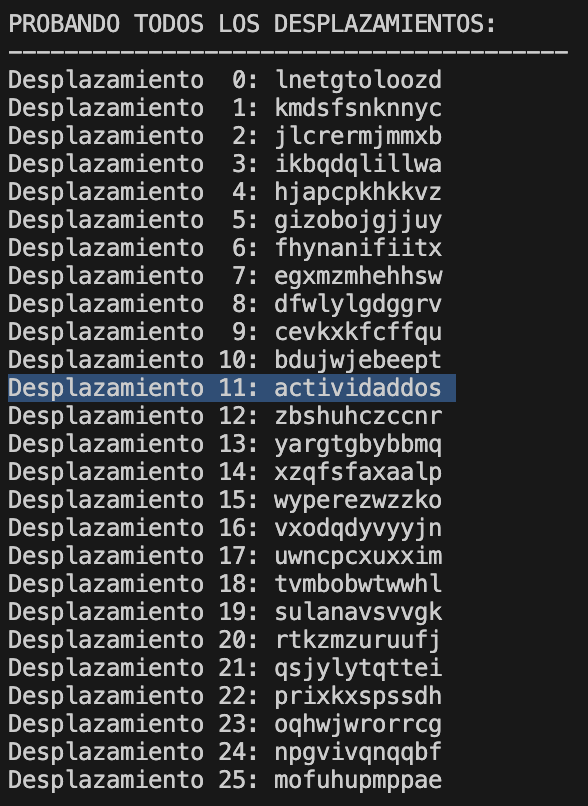 PROBANDO TODOS LOS DESPLAZAMIENTOS:
----------------------------------------
Desplazamiento  0: lnetgtoloozd
Desplazamiento  1: kmdsfsnknnyc
Desplazamiento  2: jlcrermjmmxb
Desplazamiento  3: ikbqdqlillwa
Desplazamiento  4: hjapcpkhkkvz
Desplazamiento  5: gizobojgjjuy
Desplazamiento  6: fhynanifiitx
Desplazamiento  7: egxmzmhehhsw
Desplazamiento  8: dfwlylgdggrv
Desplazamiento  9: cevkxkfcffqu
Desplazamiento 10: bdujwjebeept
Desplazamiento 11: actividaddos
Desplazamiento 12: zbshuhczccnr
Desplazamiento 13: yargtgbybbmq
Desplazamiento 14: xzqfsfaxaalp
Desplazamiento 15: wyperezwzzko
Desplazamiento 16: vxodqdyvyyjn
Desplazamiento 17: uwncpcxuxxim
Desplazamiento 18: tvmbobwtwwhl
Desplazamiento 19: sulanavsvvgk
Desplazamiento 20: rtkzmzuruufj
Desplazamiento 21: qsjylytqttei
Desplazamiento 22: prixkxspssdh
Desplazamiento 23: oqhwjwrorrcg
Desplazamiento 24: npgvivqnqqbf
Desplazamiento 25: mofuhupmppae